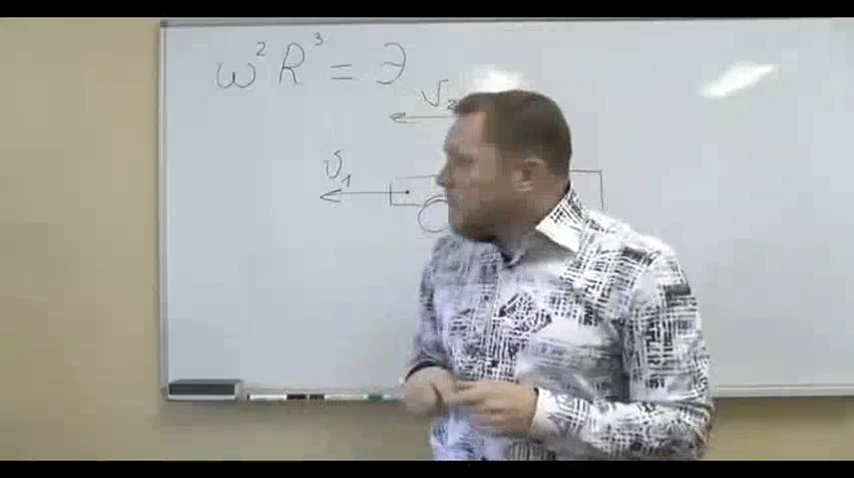 ω²R³ = Э
V₂
V₁